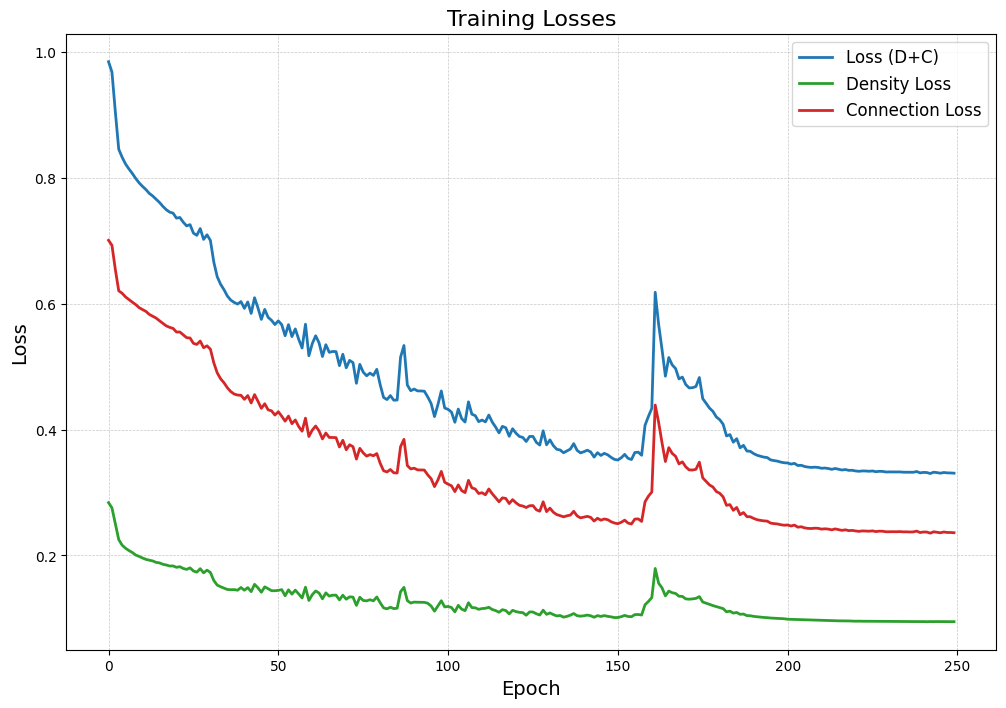 Training Losses
Loss (D+C)
Density Loss
Connection Loss
Loss
1.0
0.8
0.6
0.4
0.2
0 50 100 150 200 250
Epoch